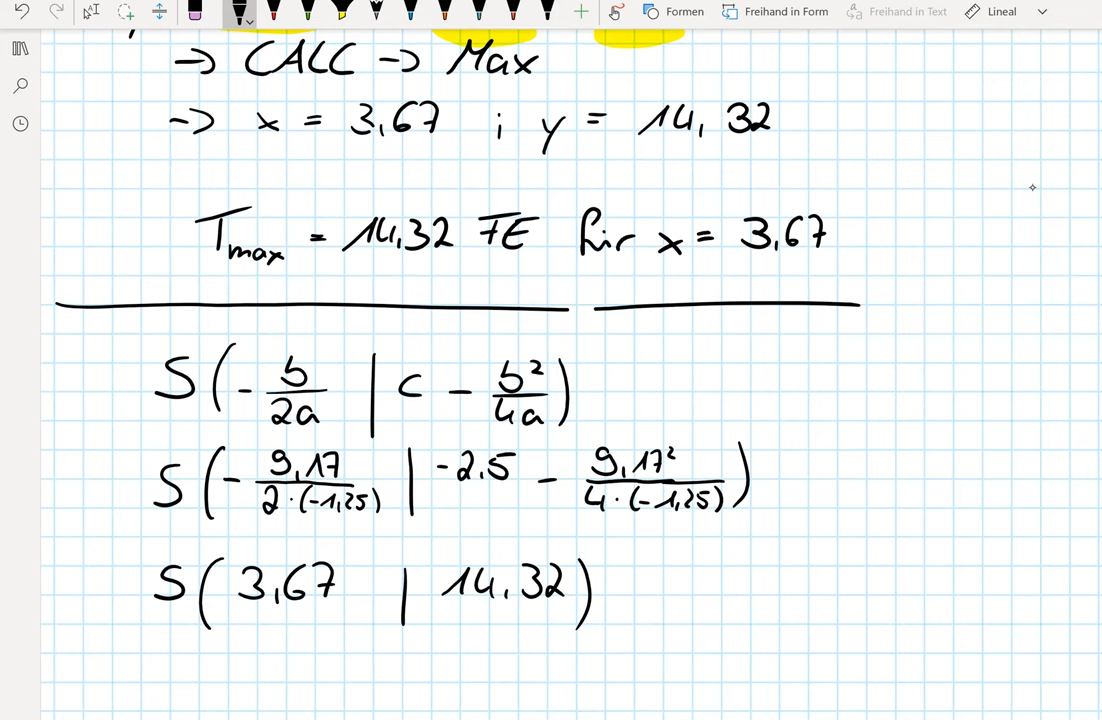 Formen Freihand in Form Freihand in Text Lineal
→ CALC → Max
→ x = 3,67 ; y = 14,32
Tmax = 14,32 FE für x = 3,67
S(-b/2a | c - b²/4a)
S(-9,17/2·(-1,25) | -2,5 - 9,17²/4·(-1,25))
S(3,67 | 14,32)